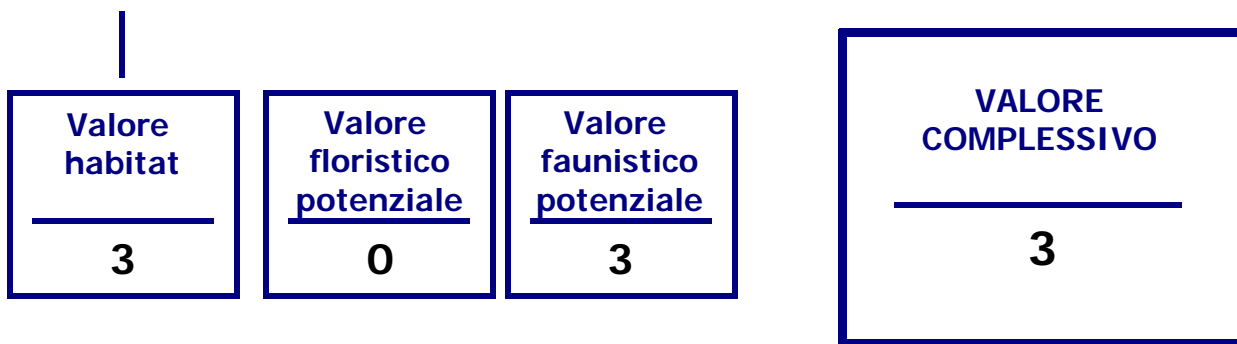 Valore
habitat
3
Valore
floristico
potenziale
0
Valore
faunistico
potenziale
3
VALORE
COMPLESSIVO
3